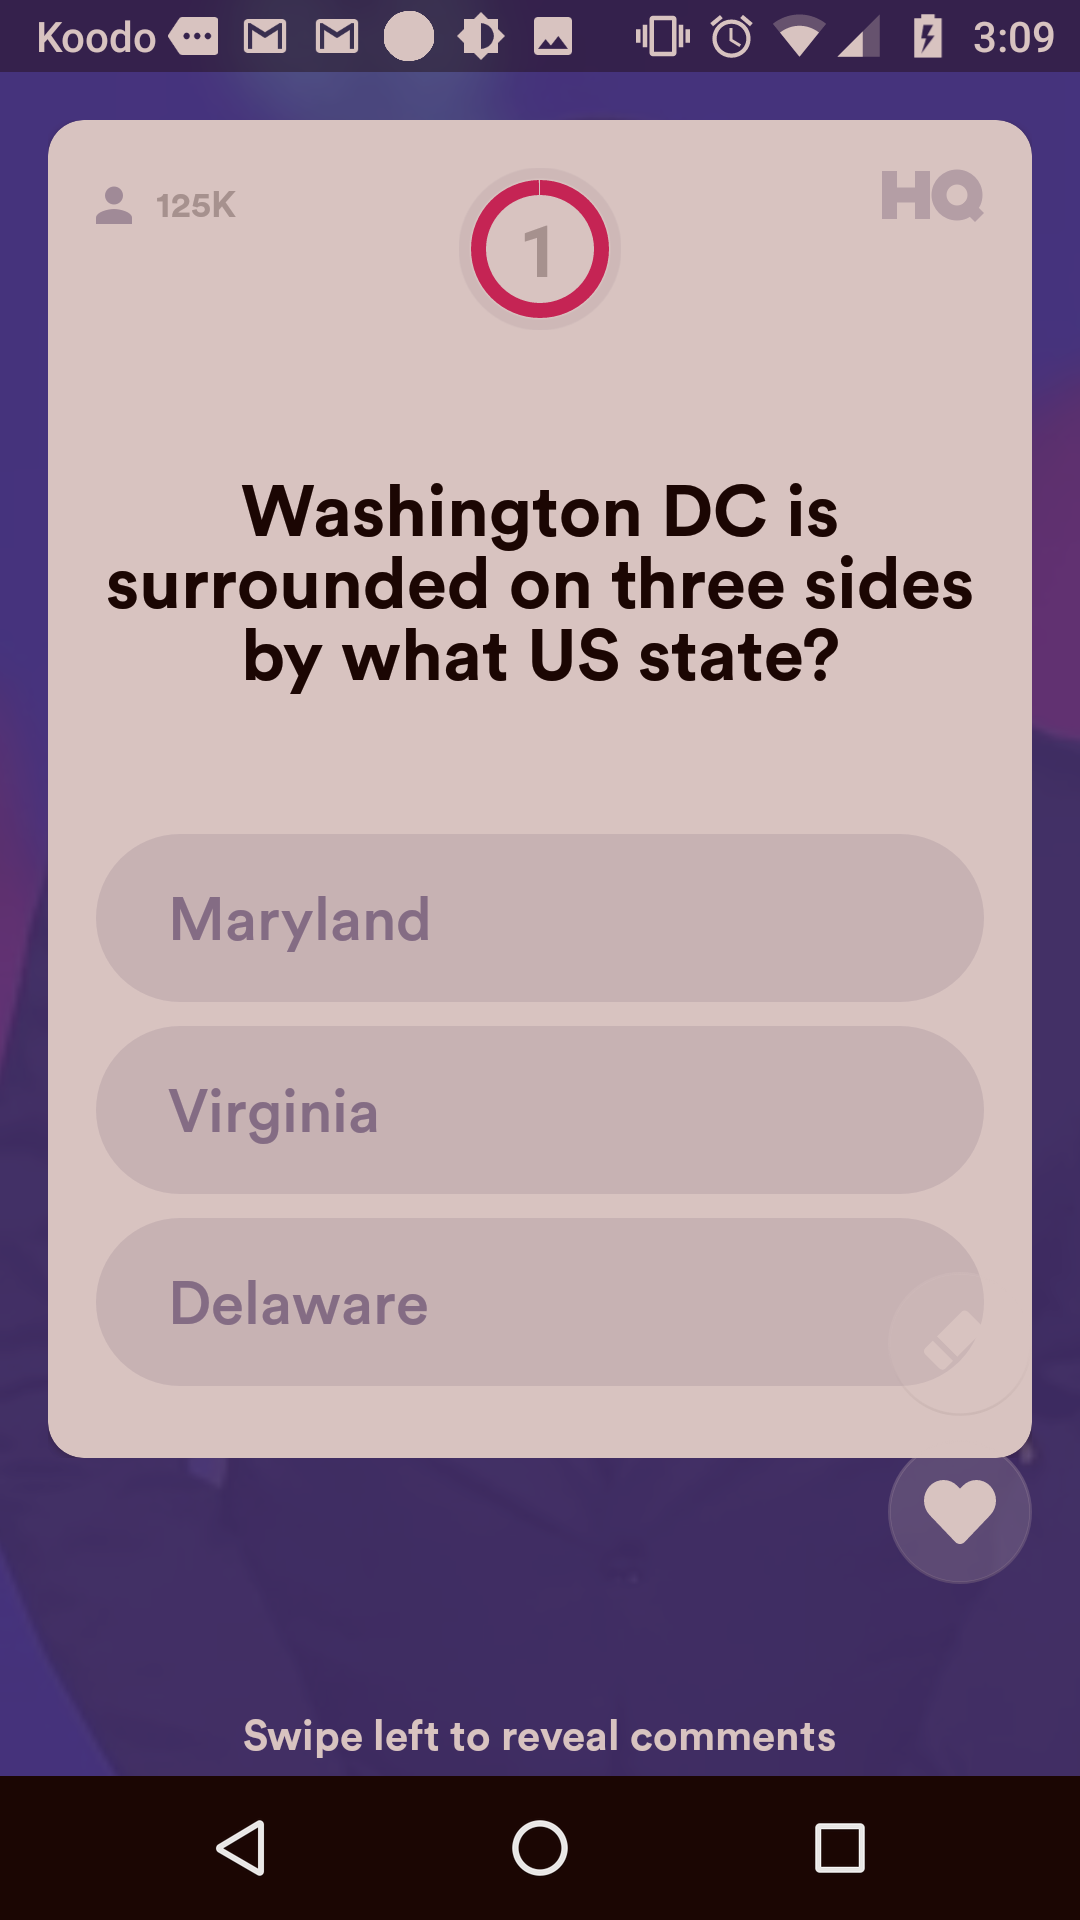 Koodo 3:09
125K
1
HQ
Washington DC is
surrounded on three sides
by what US state?
Maryland
Virginia
Delaware
Swipe left to reveal comments